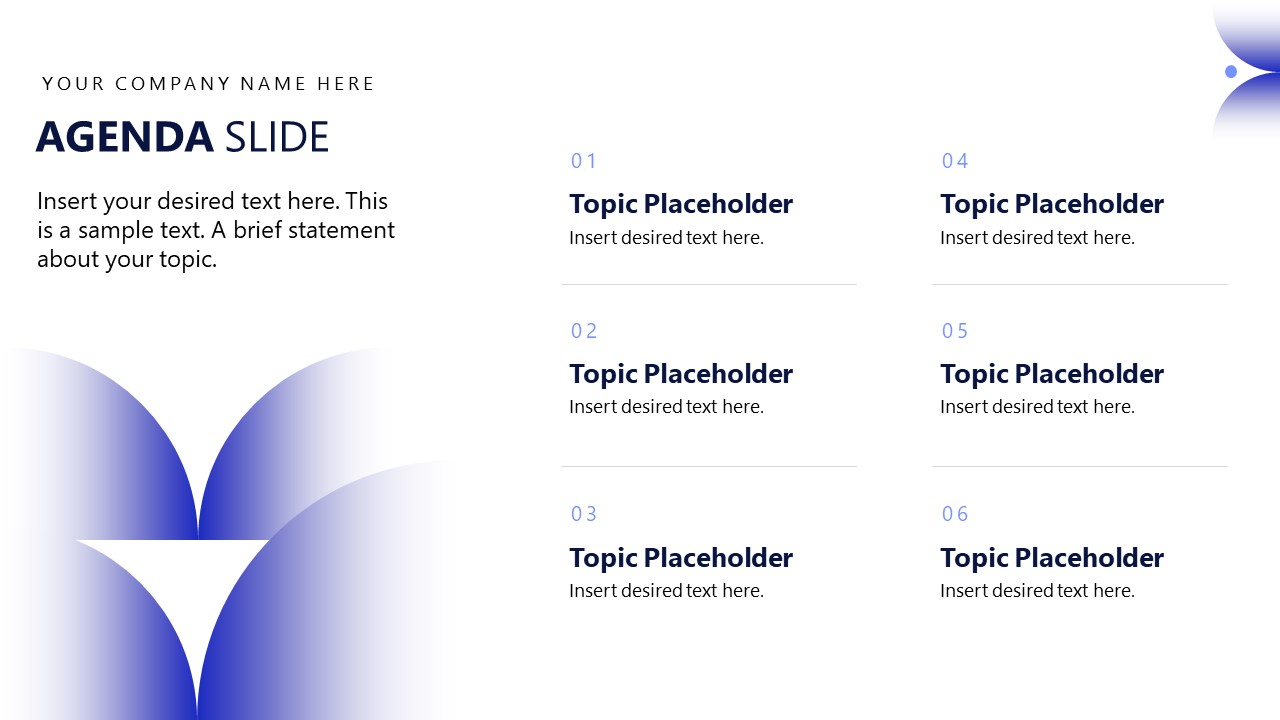 YOUR COMPANY NAME HERE
AGENDA SLIDE
Insert your desired text here. This
is a sample text. A brief statement
about your topic.
01
Topic Placeholder
Insert desired text here.
02
Topic Placeholder
Insert desired text here.
03
Topic Placeholder
Insert desired text here.
04
Topic Placeholder
Insert desired text here.
05
Topic Placeholder
Insert desired text here.
06
Topic Placeholder
Insert desired text here.